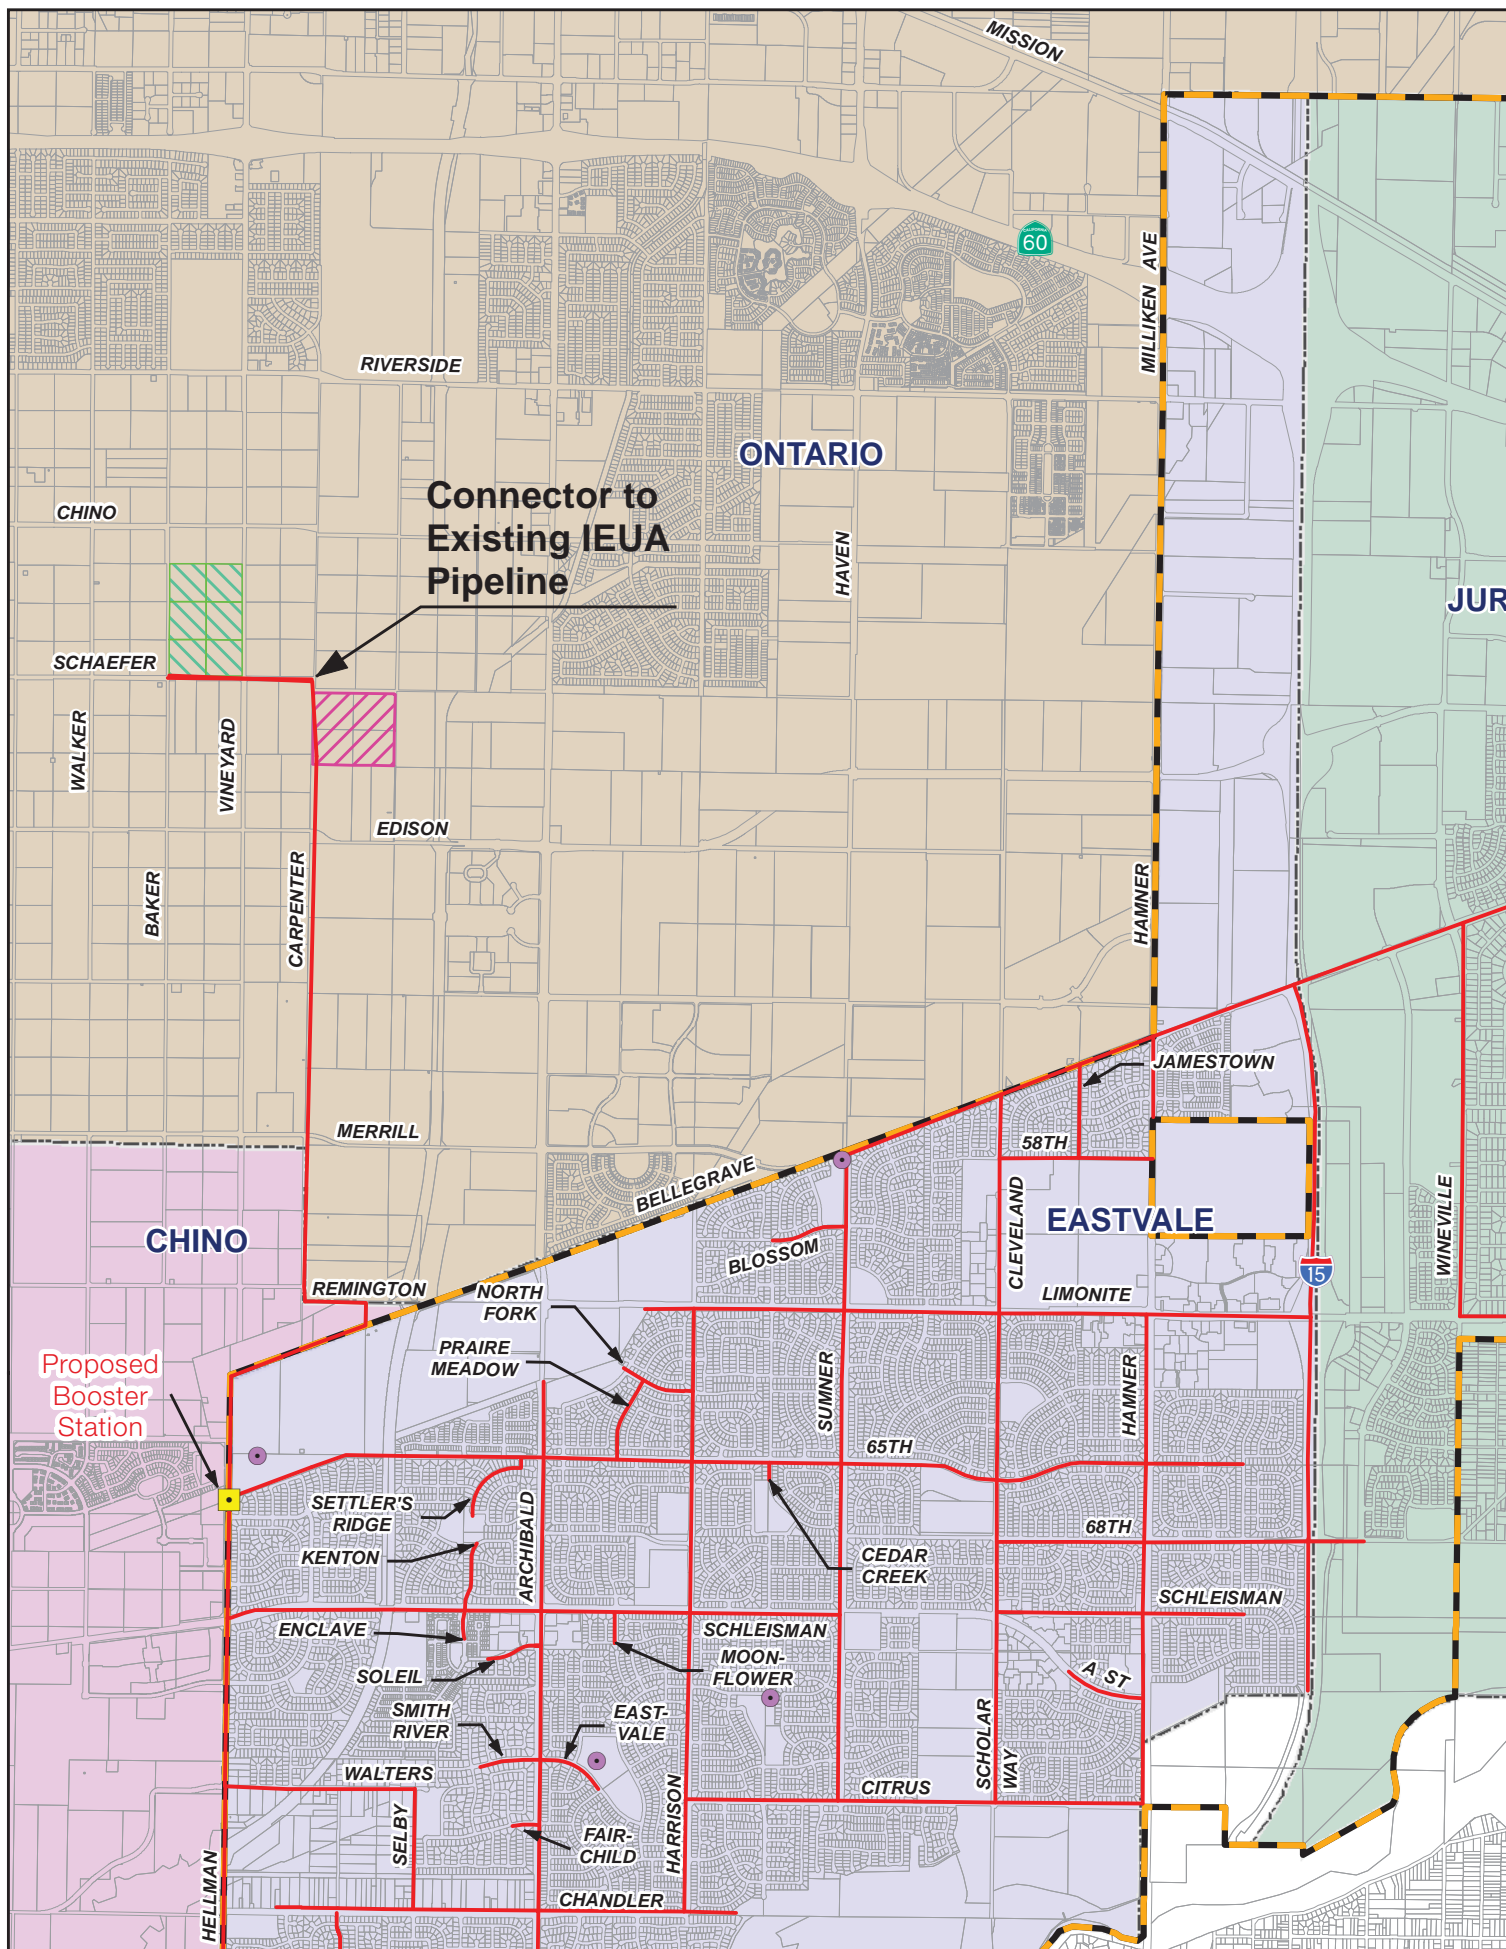 MISSION
CALIFORNIA
60
MILLIKEN AVE
RIVERSIDE
ONTARIO
Connector to
Existing IEUA
Pipeline
CHINO
HAVEN
JUR
SCHAEFER
WALKER
VINEYARD
EDISON
BAKER
CARPENTER
HAMNER
JAMESTOWN
MERRILL
58TH
BELLEGRAVE
CLEVELAND
EASTVALE
WINEVILLE
CHINO
BLOSSOM
15
REMINGTON
NORTH
FORK
LIMONITE
PRAIRE
MEADOW
Proposed
Booster
Station
SUMNER
HAMNER
65TH
SETTLER'S
RIDGE
ARCHIBALD
68TH
KENTON
CEDAR
CREEK
SCHLEISMAN
ENCLAVE
SCHLEISMAN
MOON-
FLOWER
SOLEIL
A ST
SMITH
RIVER
EAST-
VALE
SCHOLAR
WAY
WALTERS
CITRUS
SELBY
HARRISON
FAIR-
CHILD
HELLMAN
CHANDLER